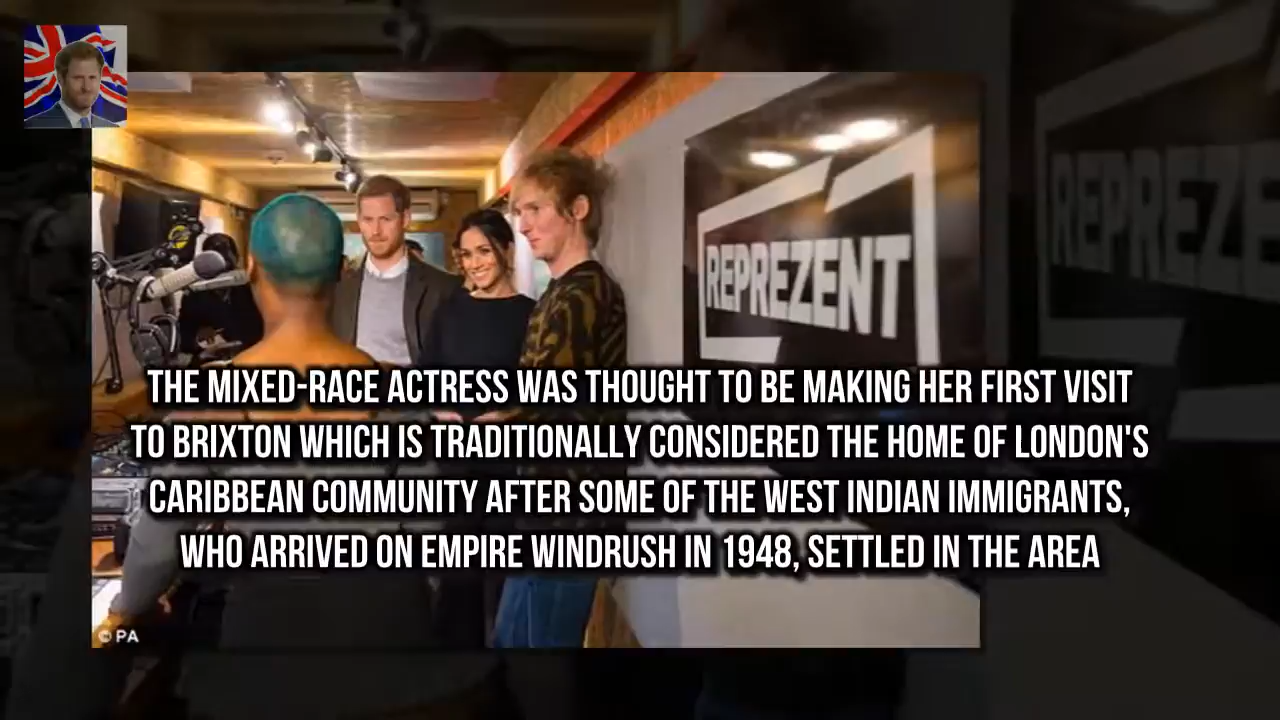 REPREZENT
REPREZE
THE MIXED-RACE ACTRESS WAS THOUGHT TO BE MAKING HER FIRST VISIT
TO BRIXTON WHICH IS TRADITIONALLY CONSIDERED THE HOME OF LONDON'S
CARIBBEAN COMMUNITY AFTER SOME OF THE WEST INDIAN IMMIGRANTS,
WHO ARRIVED ON EMPIRE WINDRUSH IN 1948, SETTLED IN THE AREA
© PA